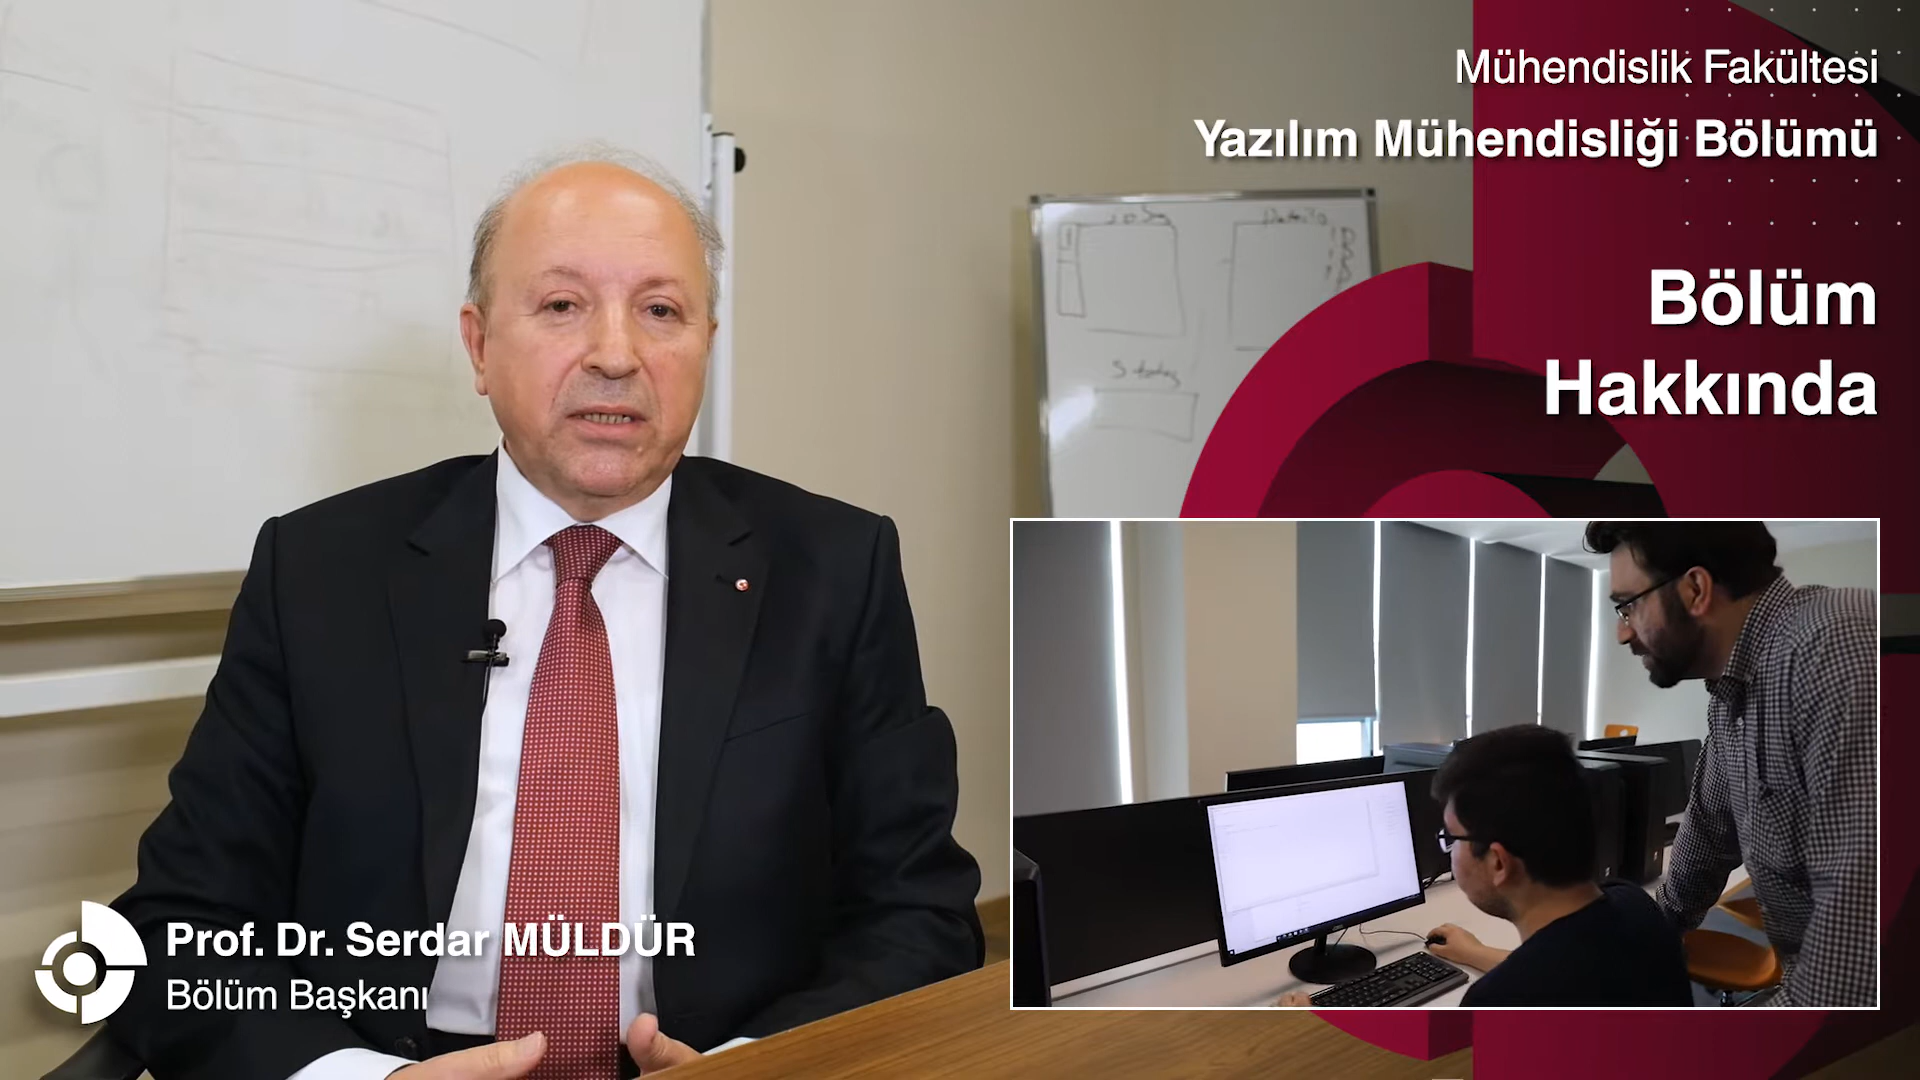 Mühendislik Fakültesi
Yazılım Mühendisliği Bölümü
Bölüm
Hakkında
Prof. Dr. Serdar MÜLDÜR
Bölüm Başkanı